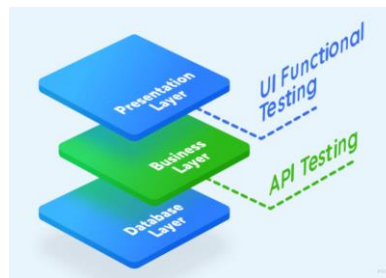 Presentation
Layer
UI Functional
Testing
Business
Layer
API Testing
Database
Layer